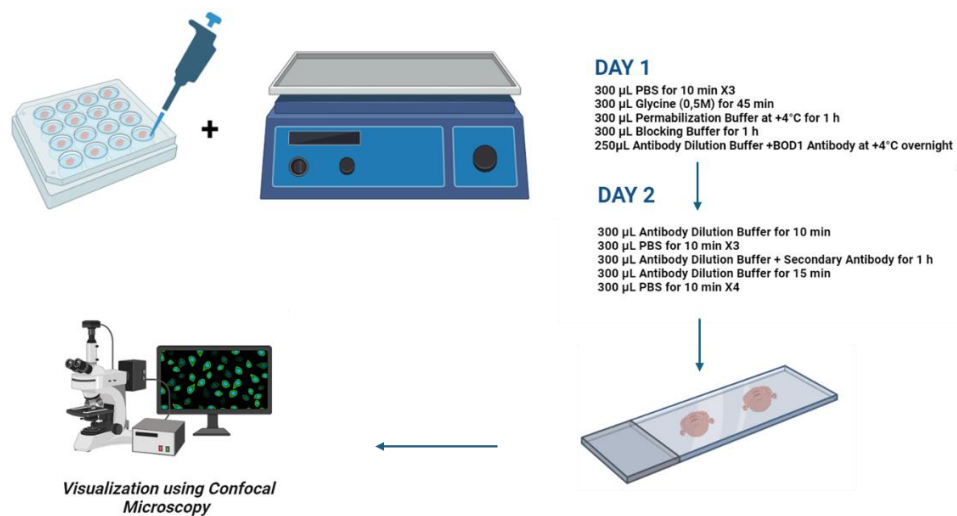 +
DAY 1
300 µL PBS for 10 min X3
300 µL Glycine (0,5M) for 45 min
300 µL Permabilization Buffer at +4°C for 1 h
300 µL Blocking Buffer for 1 h
250µL Antibody Dilution Buffer +BOD1 Antibody at +4°C overnight
DAY 2
300 µL Antibody Dilution Buffer for 10 min
300 µL PBS for 10 min X3
300 µL Antibody Dilution Buffer + Secondary Antibody for 1 h
300 µL Antibody Dilution Buffer for 15 min
300 µL PBS for 10 min X4
Visualization using Confocal
Microscopy